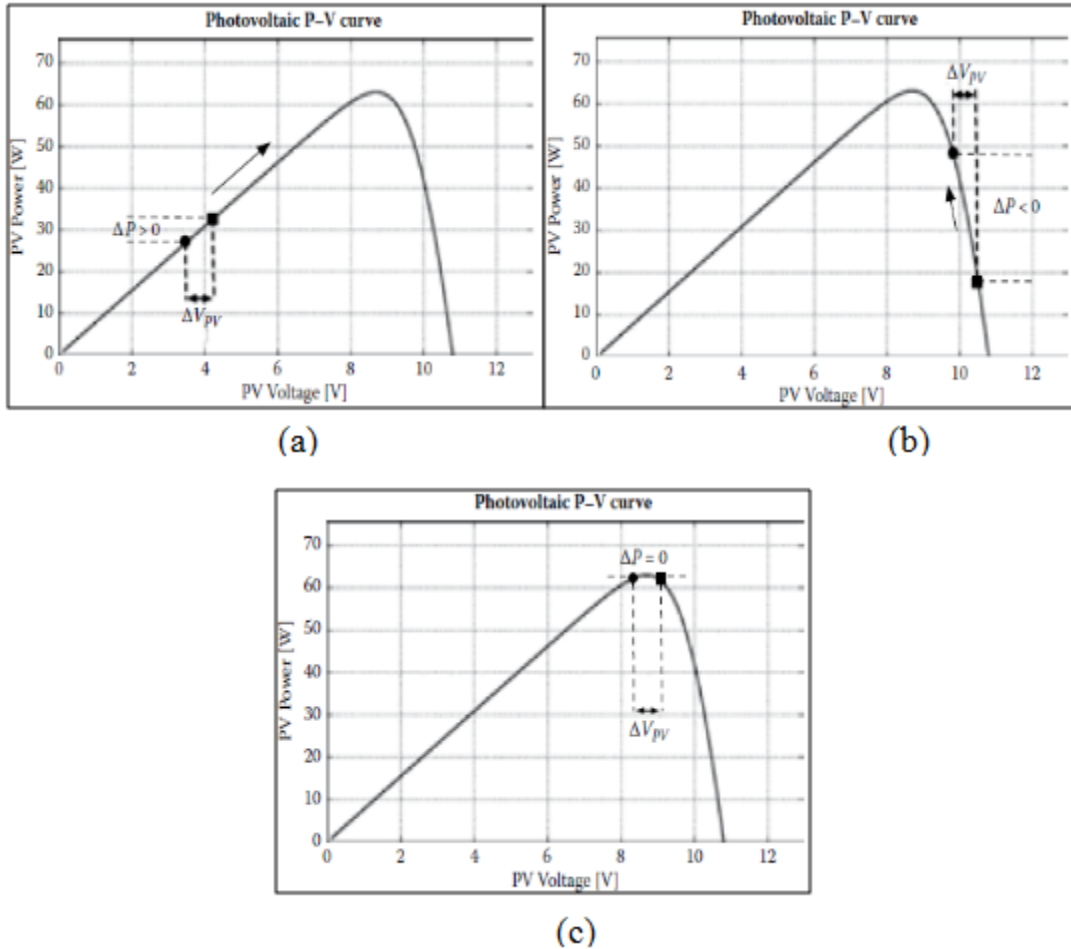 Photovoltaic P–V curve
PV Power [W]
70
60
50
40
30
20
10
0
ΔP > 0
ΔV_PV
0 2 4 6 8 10 12
PV Voltage [V]
(a)
Photovoltaic P–V curve
PV Power [W]
70
60
50
40
30
20
10
0
ΔV_PV
ΔP < 0
0 2 4 6 8 10 12
PV Voltage [V]
(b)
Photovoltaic P–V curve
PV Power [W]
70
60
50
40
30
20
10
0
ΔP = 0
ΔV_PV
0 2 4 6 8 10 12
PV Voltage [V]
(c)